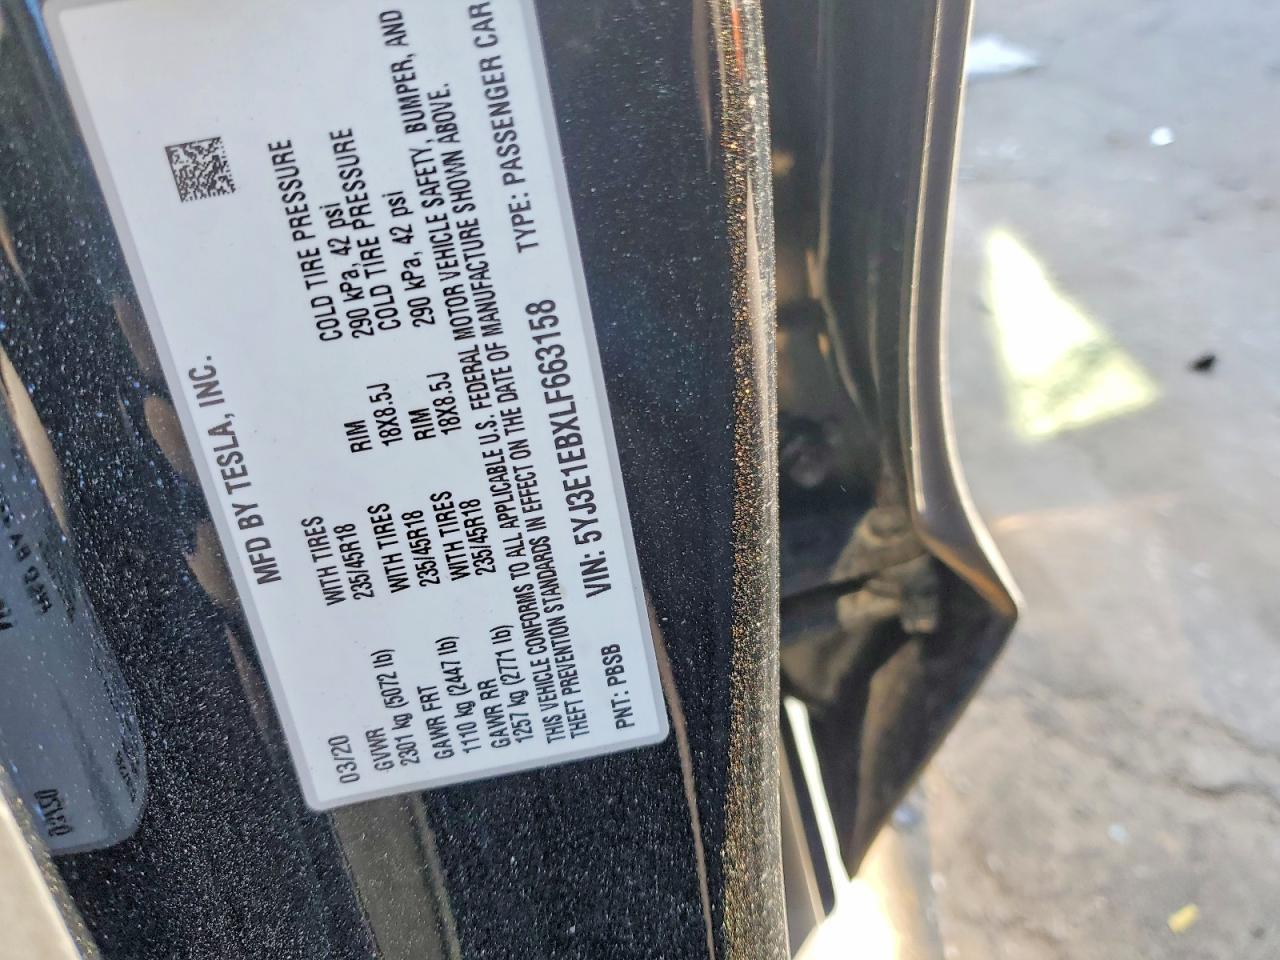 MFD BY TESLA, INC.
03/20
GVWR
2301 kg (5072 lb)
WITH TIRES
235/45R18
RIM
18X8.5J
COLD TIRE PRESSURE
290 kPa, 42 psi
GAWR FRT
1110 kg (2447 lb)
WITH TIRES
235/45R18
RIM
18X8.5J
COLD TIRE PRESSURE
290 kPa, 42 psi
GAWR RR
1257 kg (2771 lb)
WITH TIRES
235/45R18
THIS VEHICLE CONFORMS TO ALL APPLICABLE U.S. FEDERAL MOTOR VEHICLE SAFETY, BUMPER, AND
THEFT PREVENTION STANDARDS IN EFFECT ON THE DATE OF MANUFACTURE SHOWN ABOVE.
PNT: PBSB
VIN: 5YJ3E1EBXLF663158
TYPE: PASSENGER CAR